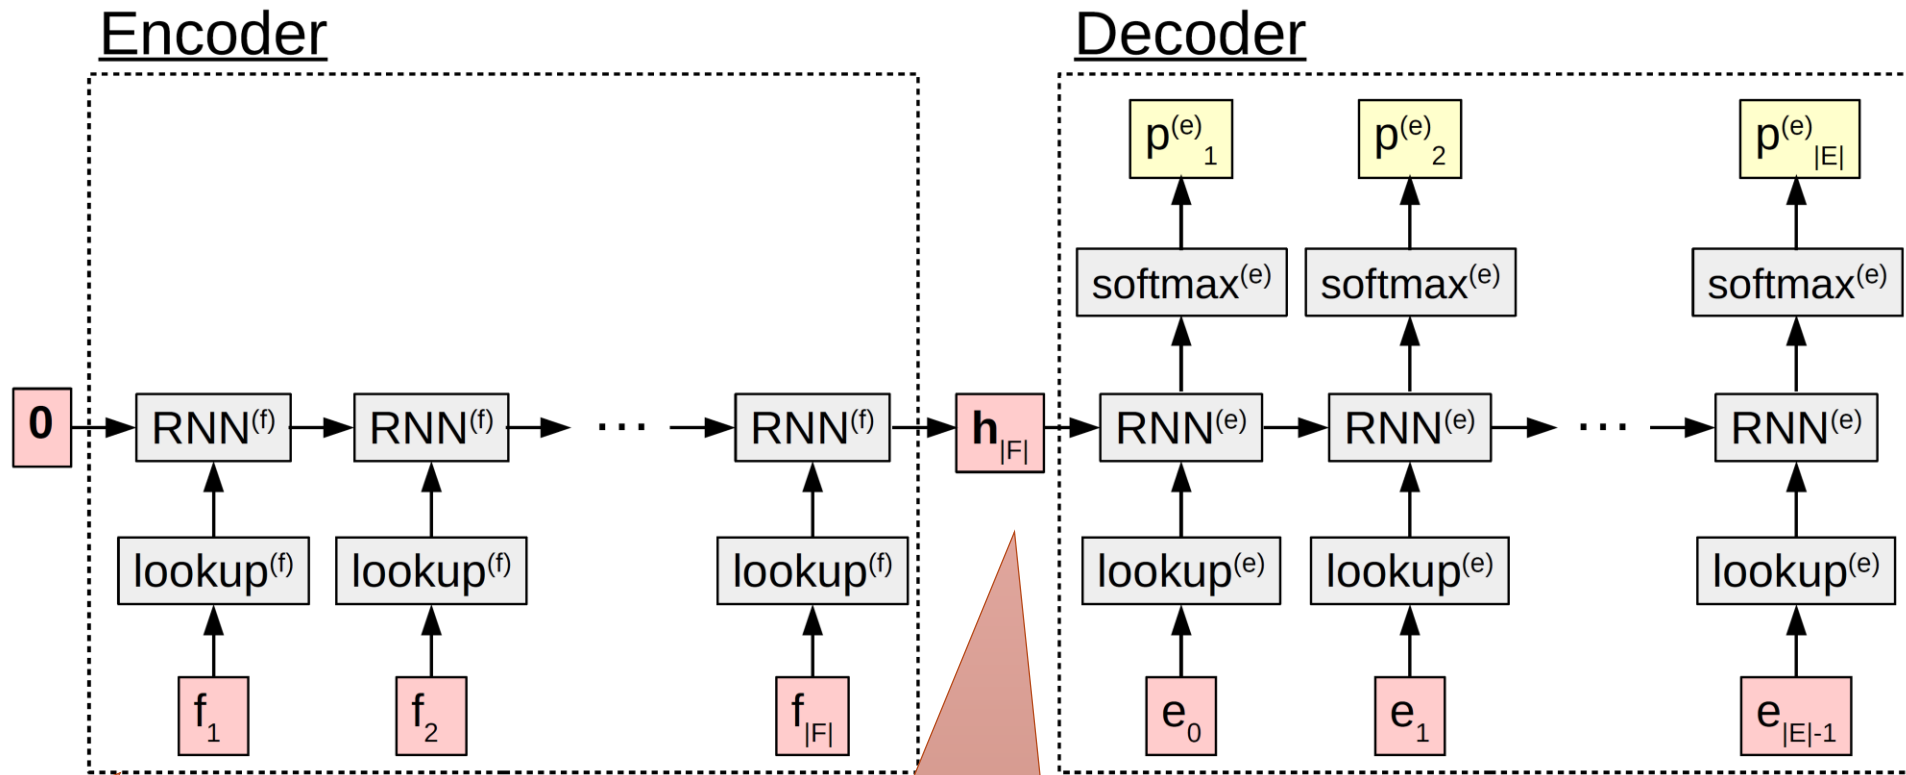 Encoder
Decoder
p(e)1 p(e)2 p(e)|E|
softmax(e) softmax(e) softmax(e)
0 RNN(f) RNN(f) ... RNN(f) h|F| RNN(e) RNN(e) ... RNN(e)
lookup(f) lookup(f) lookup(f) lookup(e) lookup(e) lookup(e)
f1 f2 f|F| e0 e1 e|E|-1